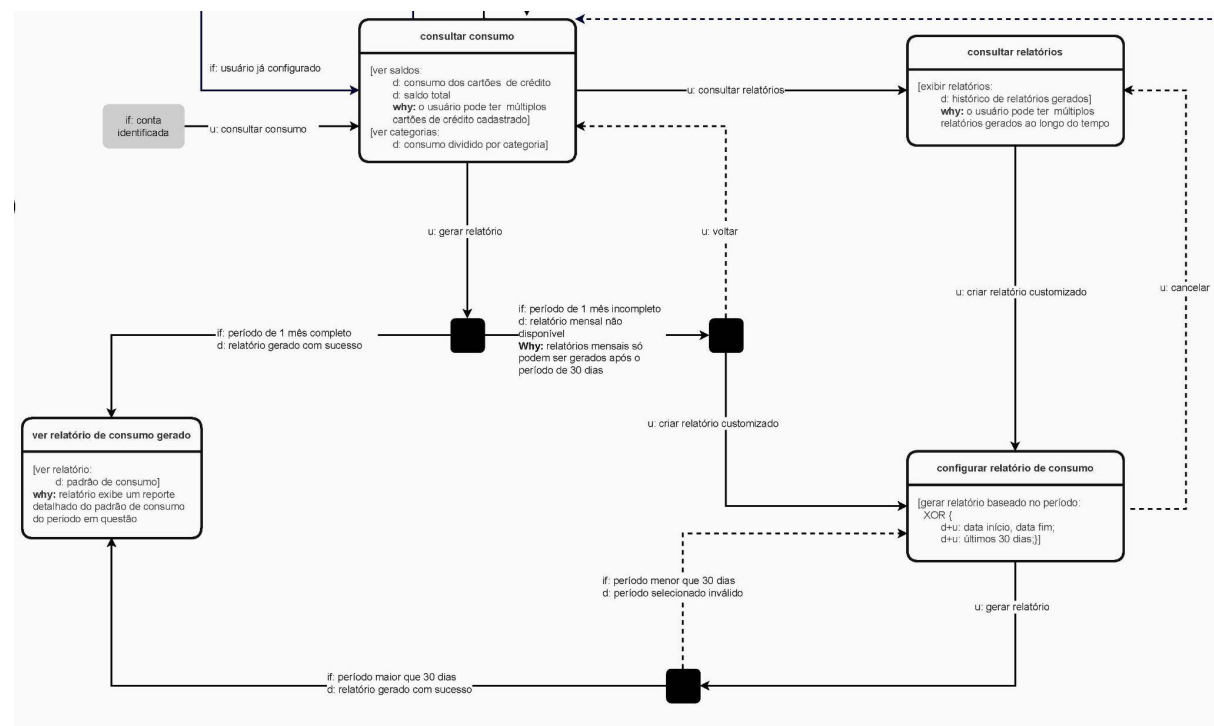 consultar consumo
[ver saldos:
d: consumo dos cartões de crédito
d: saldo total
why: o usuário pode ter múltiplos
cartões de crédito cadastrado]
[ver categorias:
d: consumo dividido por categoria]
consultar relatórios
[exibir relatórios:
d: histórico de relatórios gerados]
why: o usuário pode ter múltiplos
relatórios gerados ao longo do tempo
if: usuário já configurado
u: consultar relatórios
if: conta
identificada
u: consultar consumo
u: gerar relatório
u: voltar
u: criar relatório customizado
u: cancelar
if: período de 1 mês completo
d: relatório gerado com sucesso
if: período de 1 mês incompleto
d: relatório mensal não
disponível
Why: relatórios mensais só
podem ser gerados após o
período de 30 dias
u: criar relatório customizado
ver relatório de consumo gerado
[ver relatório:
d: padrão de consumo]
why: relatório exibe um reporte
detalhado do padrão de consumo
do periodo em questão
configurar relatório de consumo
[gerar relatório baseado no período:
XOR {
d+u: data início, data fim;
d+u: últimos 30 dias;}]
if: período menor que 30 dias
d: período selecionado inválido
u: gerar relatório
if: período maior que 30 dias
d: relatório gerado com sucesso